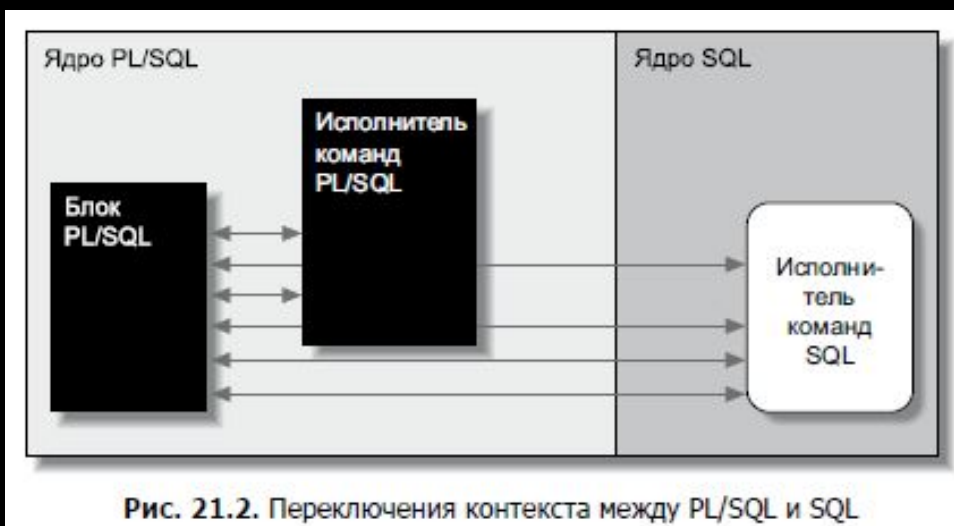 Ядро PL/SQL
Ядро SQL
Исполнитель
команд
PL/SQL
Блок
PL/SQL
Исполни-
тель
команд
SQL
Рис. 21.2. Переключения контекста между PL/SQL и SQL